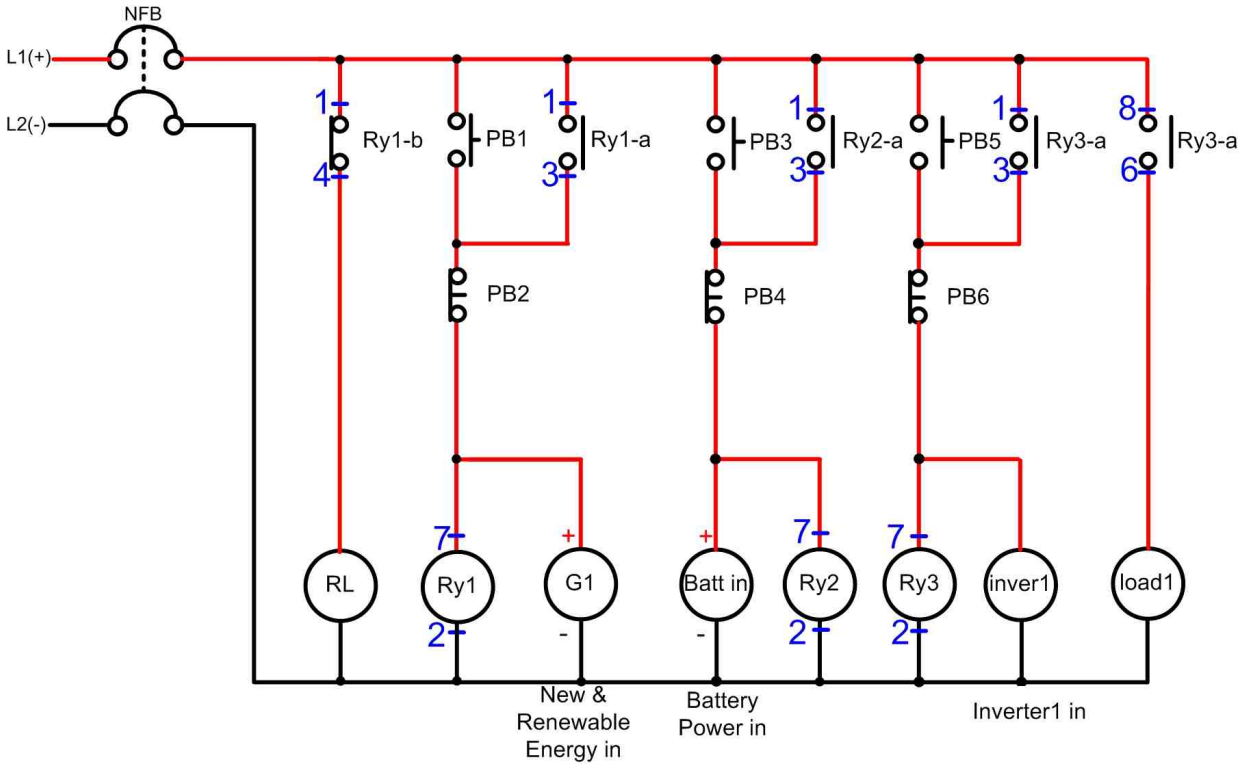 NFB
L1(+)
L2(-)
1 1 1 1 8
Ry1-b PB1 Ry1-a PB3 Ry2-a PB5 Ry3-a Ry3-a
4 3 3 3 6
PB2 PB4 PB6
7 + + 7 7
RL Ry1 G1 Batt in Ry2 Ry3 inver1 load1
2 - - 2 2
New &
Renewable
Energy in
Battery
Power in
Inverter1 in